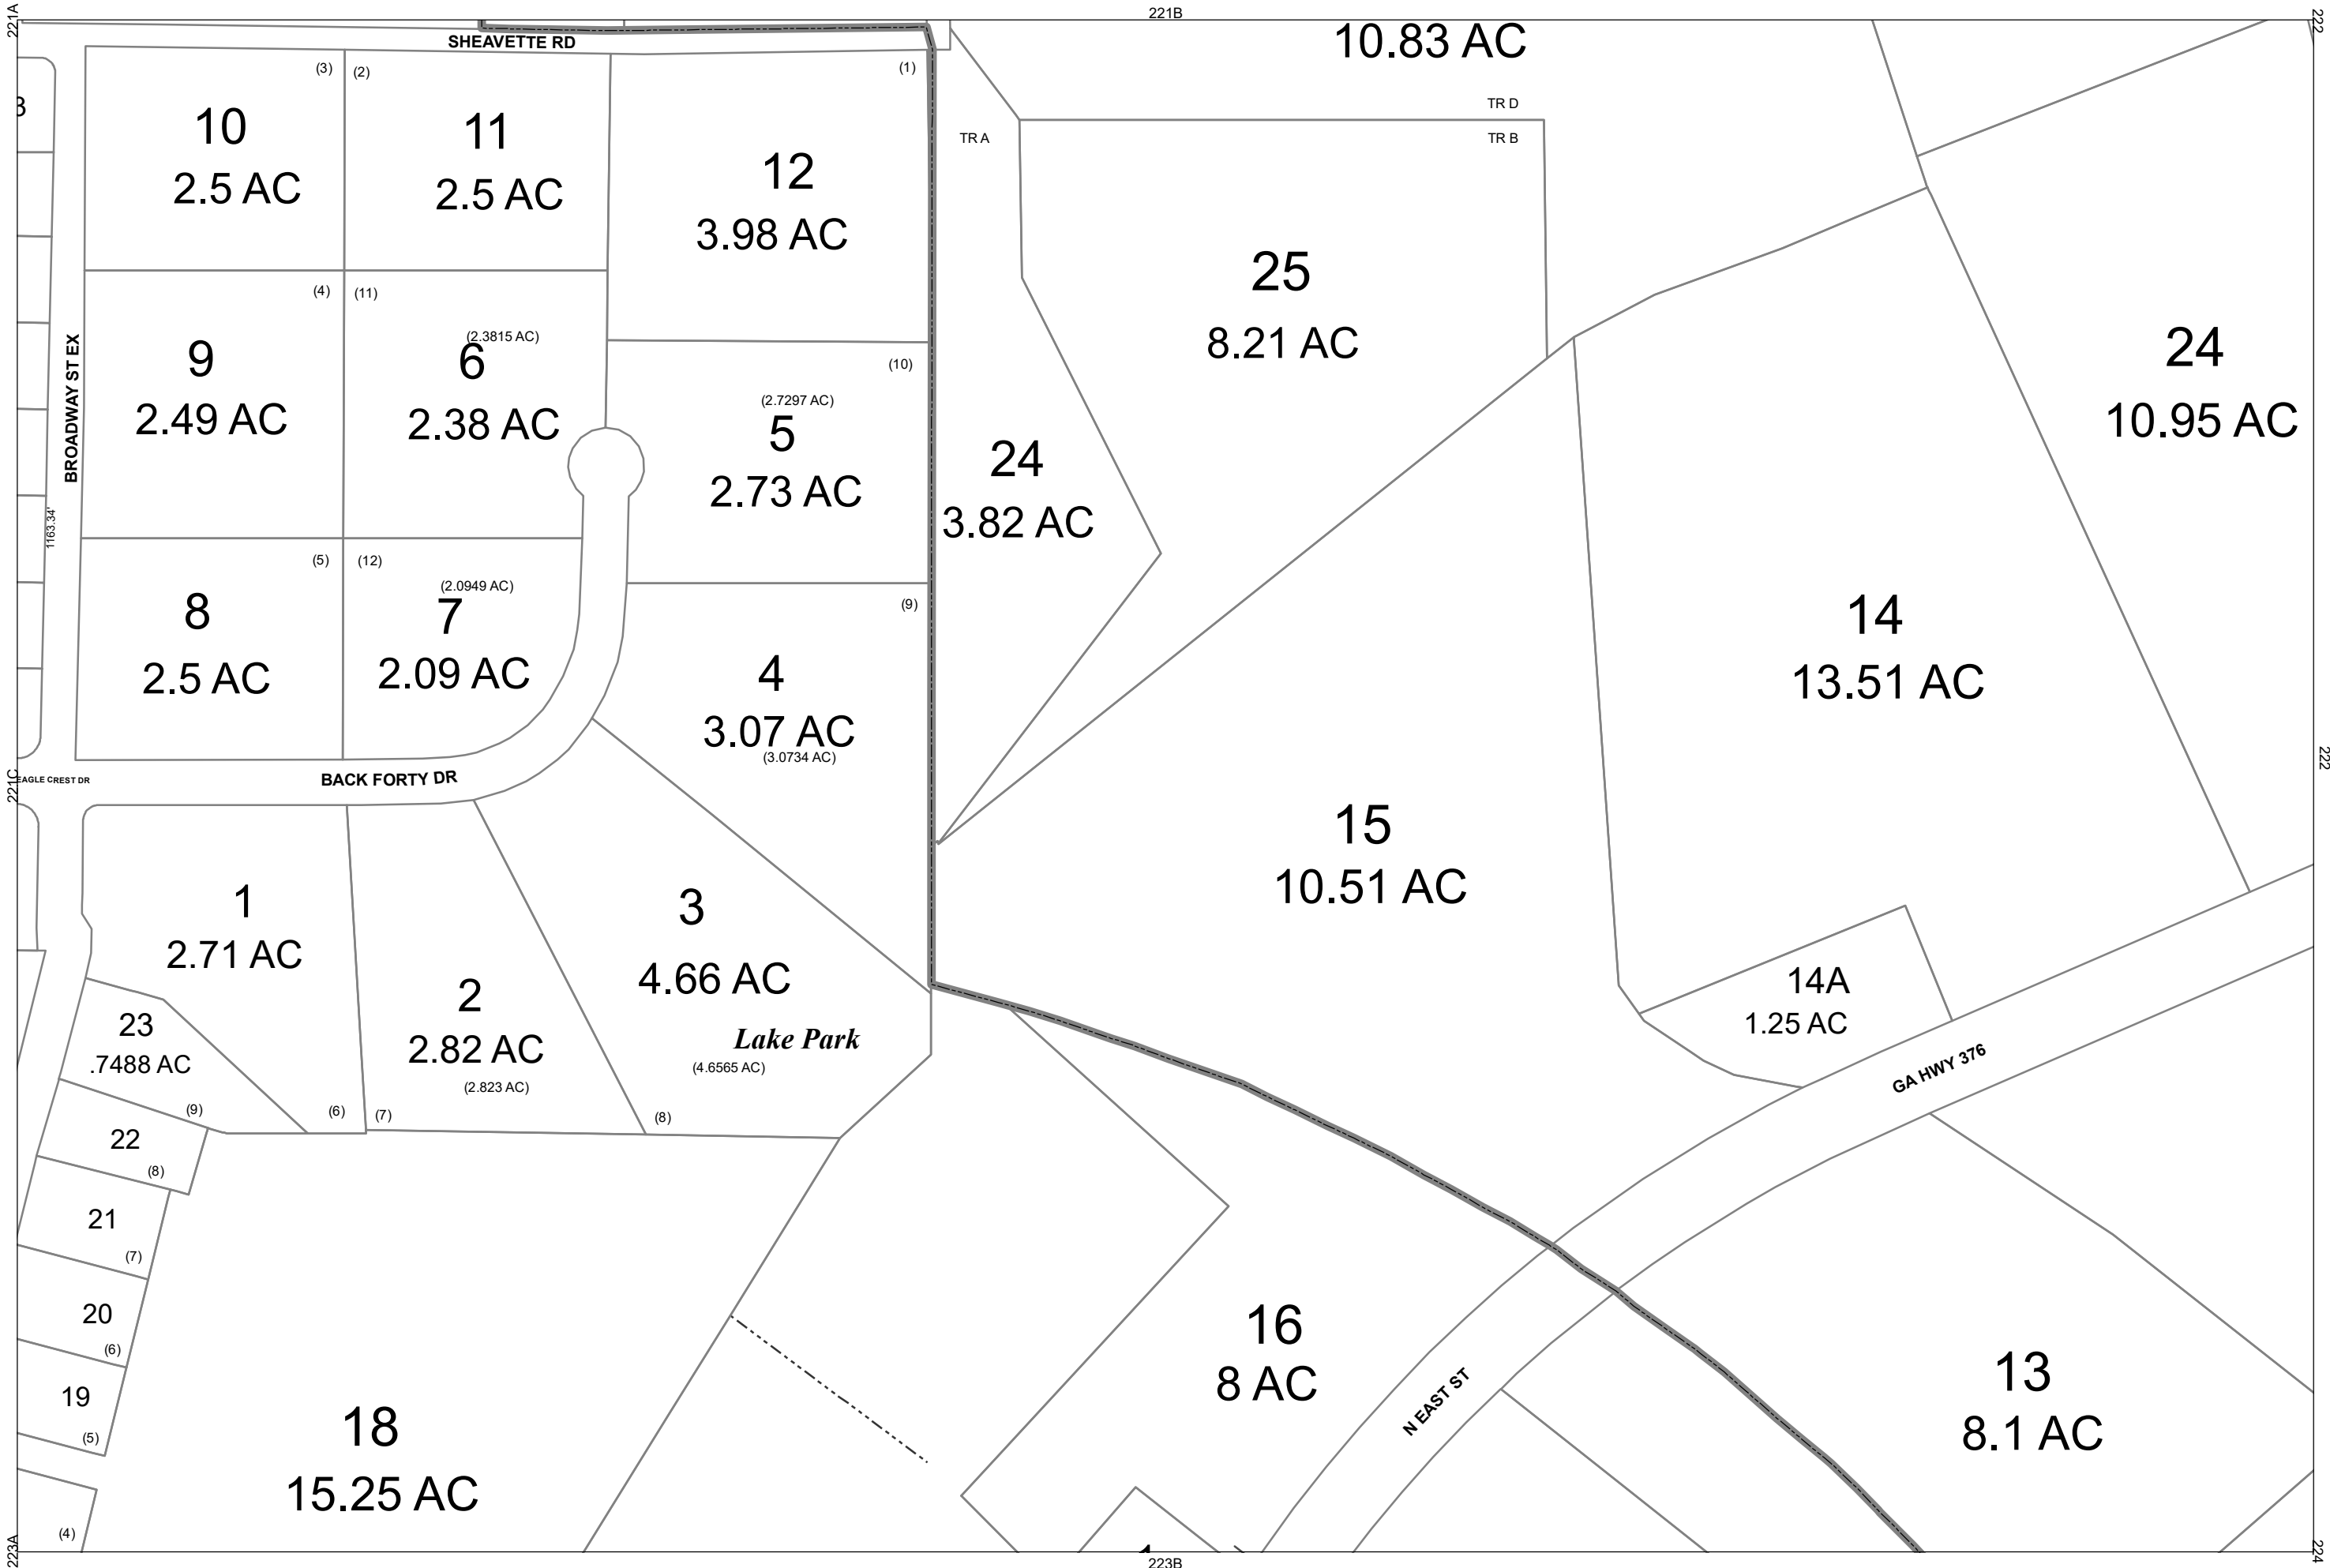 221A
221B
222
SHEAVETTE RD
10.83 AC
(3)
(2)
(1)
10
2.5 AC
11
2.5 AC
12
3.98 AC
TR A
TR D
TR B
(4)
(11)
(2.3815 AC)
9
2.49 AC
6
2.38 AC
BROADWAY ST EX
1163.34'
(10)
(2.7297 AC)
5
2.73 AC
24
3.82 AC
25
8.21 AC
24
10.95 AC
(5)
(12)
(2.0949 AC)
8
2.5 AC
7
2.09 AC
(9)
4
3.07 AC
(3.0734 AC)
14
13.51 AC
221C
EAGLE CREST DR
BACK FORTY DR
222
15
10.51 AC
1
2.71 AC
2
2.82 AC
(2.823 AC)
3
4.66 AC
Lake Park
(4.6565 AC)
14A
1.25 AC
GA HWY 376
23
.7488 AC
(9)
(6)
(7)
(8)
22
(8)
21
(7)
20
(6)
19
(5)
(4)
18
15.25 AC
16
8 AC
N EAST ST
13
8.1 AC
223A
223B
224